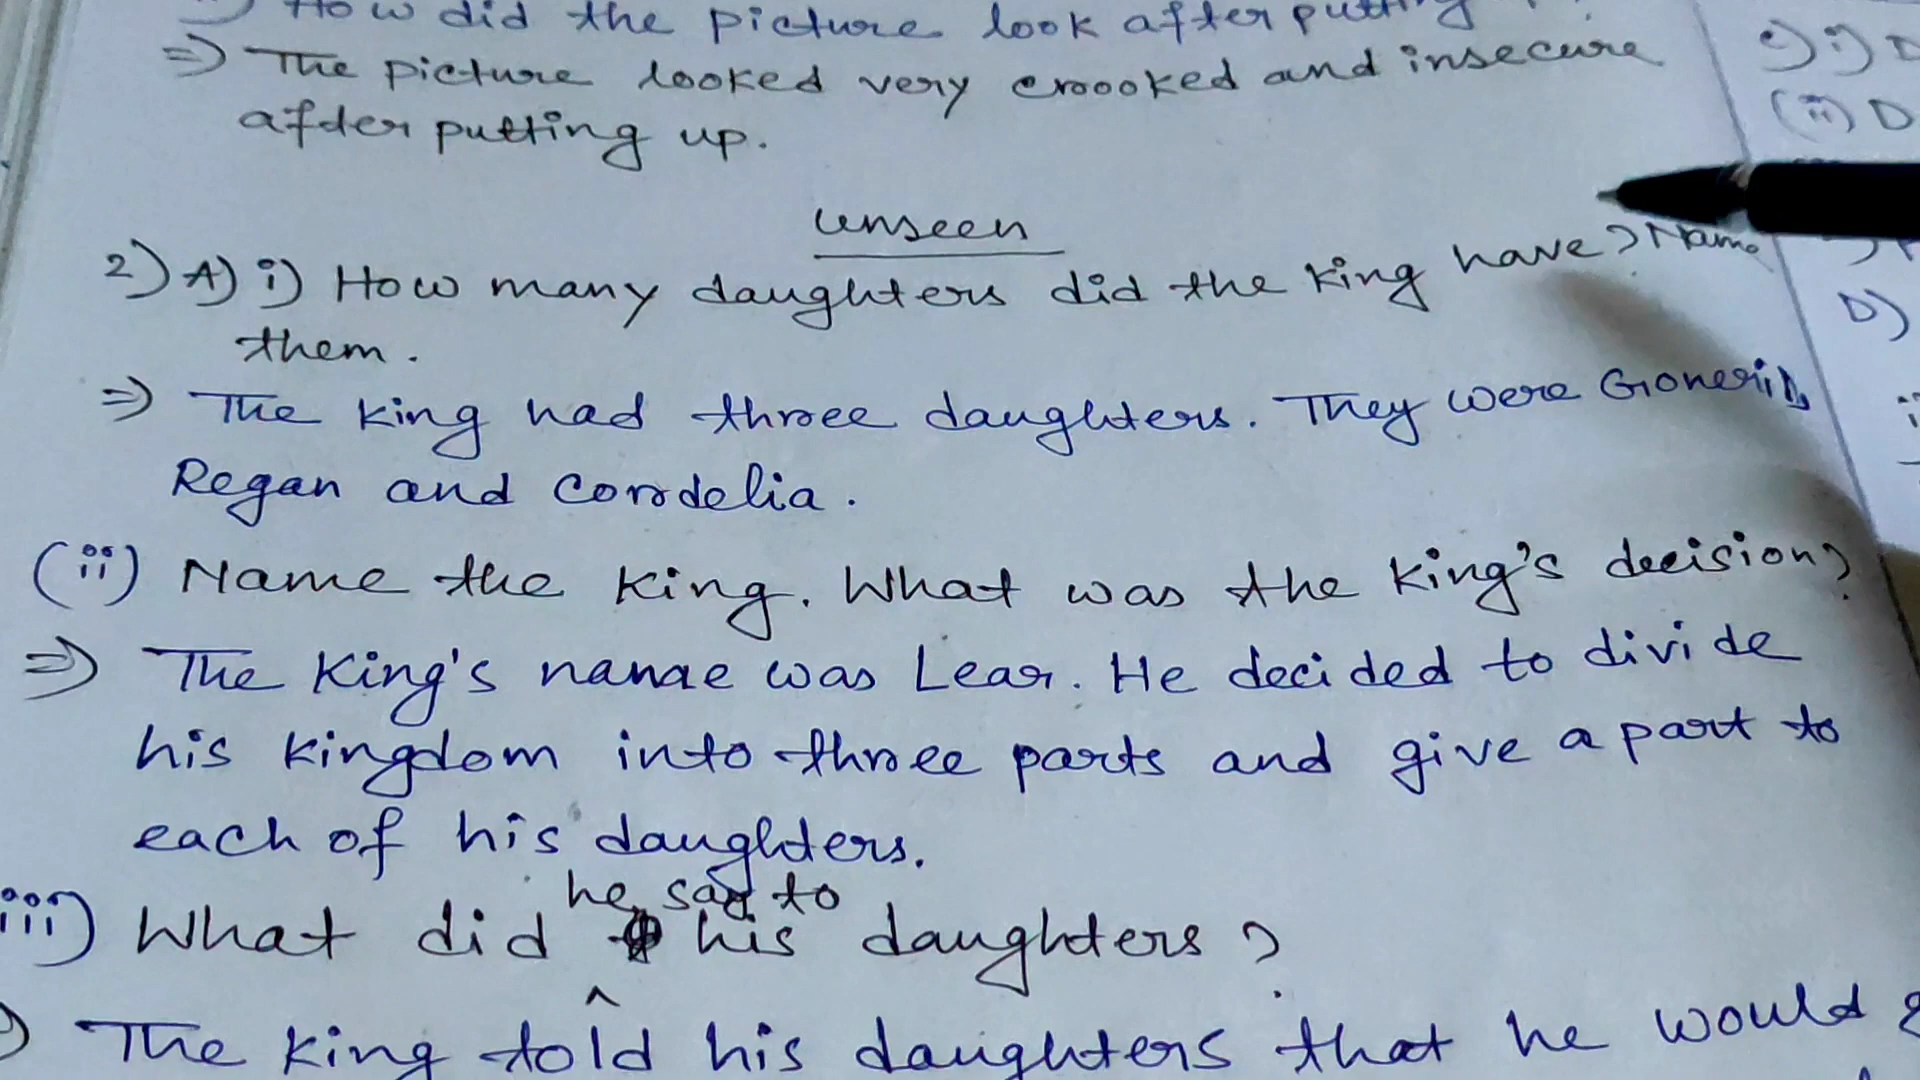 How did the picture look after putting
=> The picture looked very crooked and insecure
after putting up.
Unseen
2) A) i) How many daughters did the King have? Name
them.
=> The King had three daughters. They were Goneril,
Regan and Cordelia.
(ii) Name the King. What was the King's decision?
=> The King's name was Lear. He decided to divide
his kingdom into three parts and give a part to
each of his daughters.
iii) What did he say to his daughters?
The King told his daughters that he would
i) D
(ii) D
D)